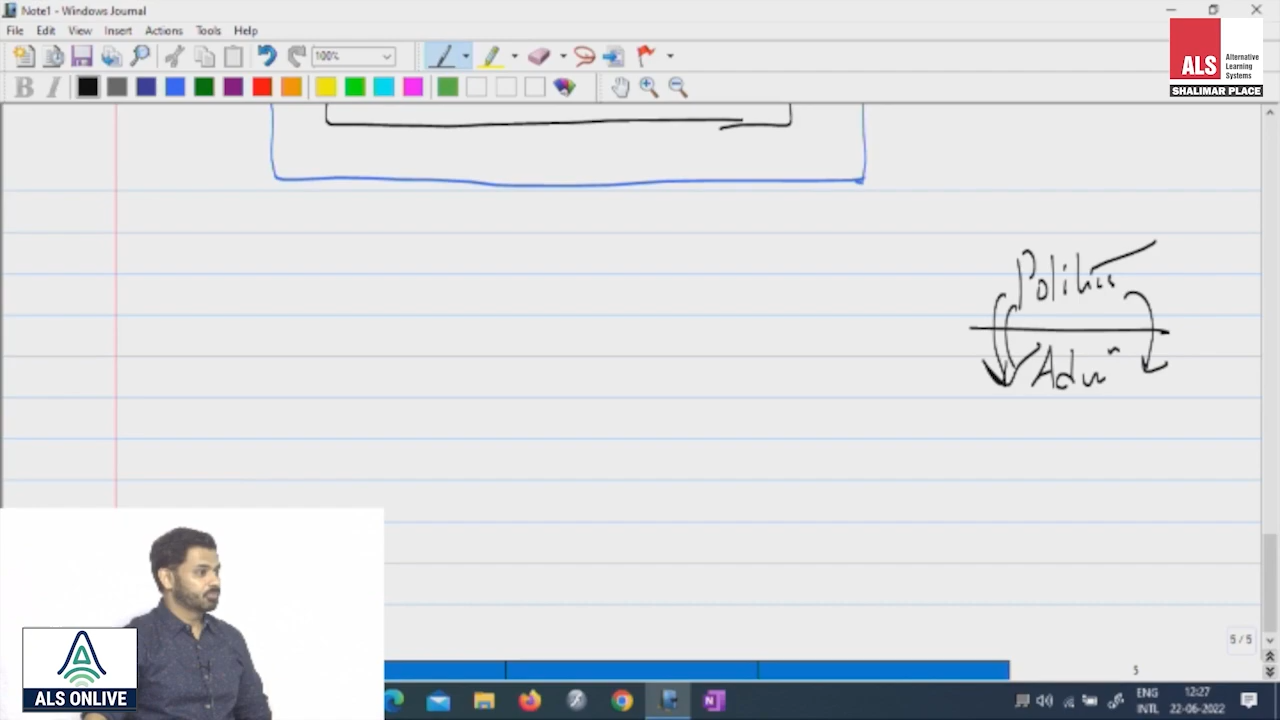 Note1 - Windows Journal
File Edit View Insert Actions Tools Help
100%
B I
ALS
Alternative
Learning
Systems
SHALIMAR PLACE
Politics
Admn
5 / 5
5
ALS ONLIVE
ENG
INTL
12:27
22-06-2022